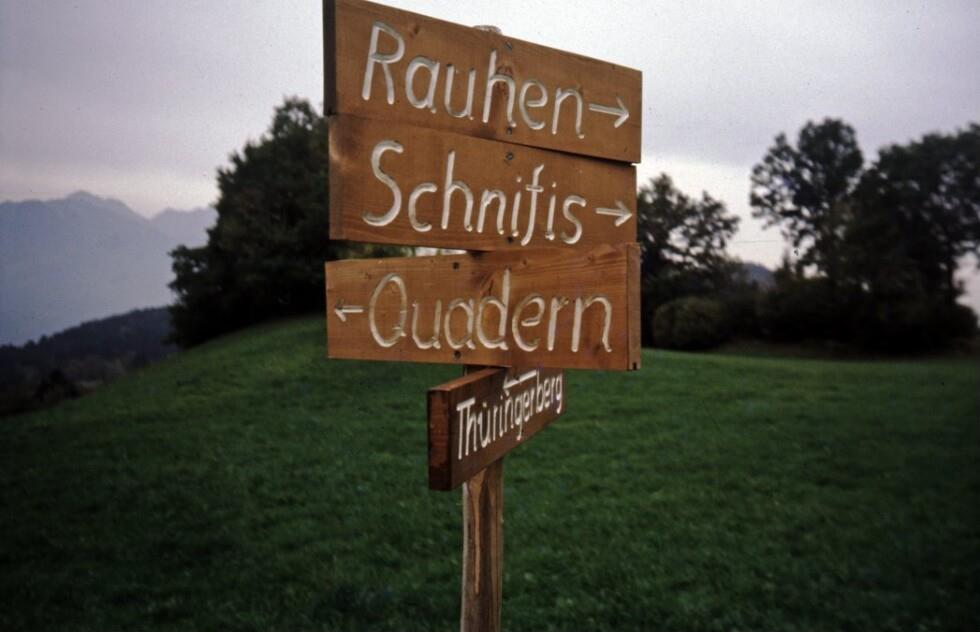 Rauhen →
Schnifis →
← Quadern
←
Thüringerberg